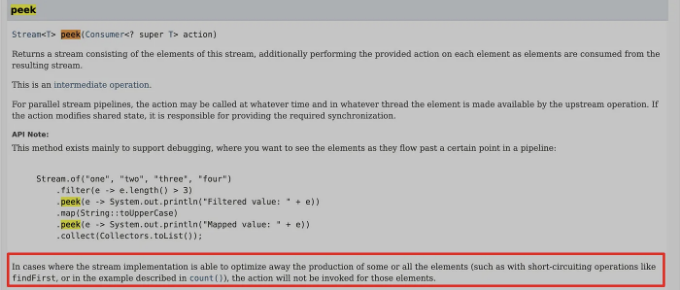 peek
Stream<T> peek(Consumer<? super T> action)
Returns a stream consisting of the elements of this stream, additionally performing the provided action on each element as elements are consumed from the
resulting stream.
This is an intermediate operation.
For parallel stream pipelines, the action may be called at whatever time and in whatever thread the element is made available by the upstream operation. If
the action modifies shared state, it is responsible for providing the required synchronization.
API Note:
This method exists mainly to support debugging, where you want to see the elements as they flow past a certain point in a pipeline:
Stream.of("one", "two", "three", "four")
.filter(e -> e.length() > 3)
.peek(e -> System.out.println("Filtered value: " + e))
.map(String::toUpperCase)
.peek(e -> System.out.println("Mapped value: " + e))
.collect(Collectors.toList());
In cases where the stream implementation is able to optimize away the production of some or all the elements (such as with short-circuiting operations like
findFirst, or in the example described in count()), the action will not be invoked for those elements.